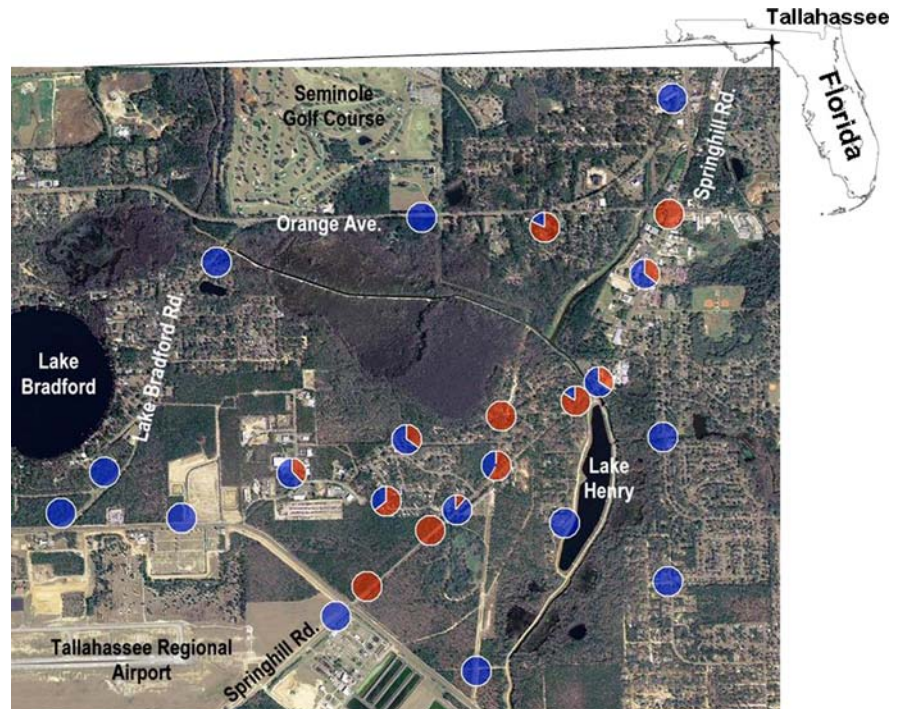 Tallahassee
Florida
Seminole
Golf Course
Springhill Rd.
Orange Ave.
Lake Bradford Rd.
Lake
Bradford
Lake
Henry
Springhill Rd.
Tallahassee Regional
Airport